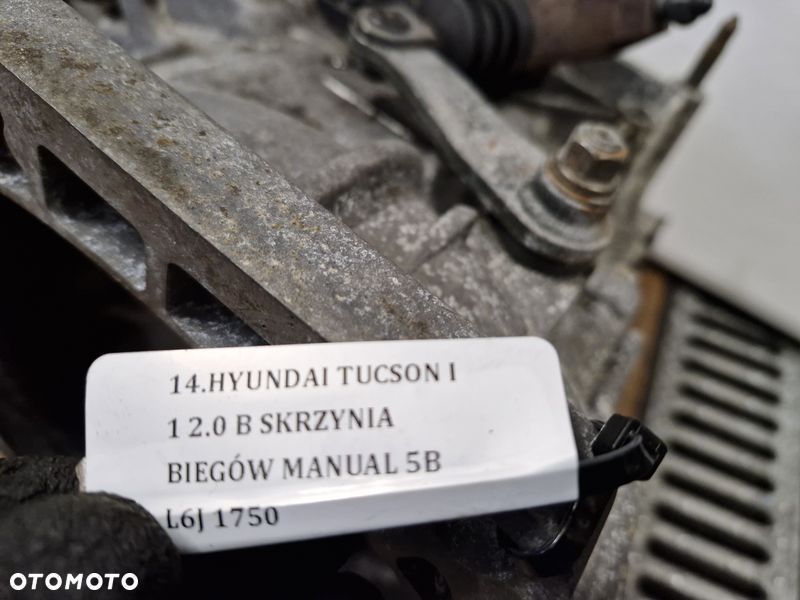 14.HYUNDAI TUCSON I
1 2.0 B SKRZYNIA
BIEGÓW MANUAL 5B
L6J 1750
OTOMOTO